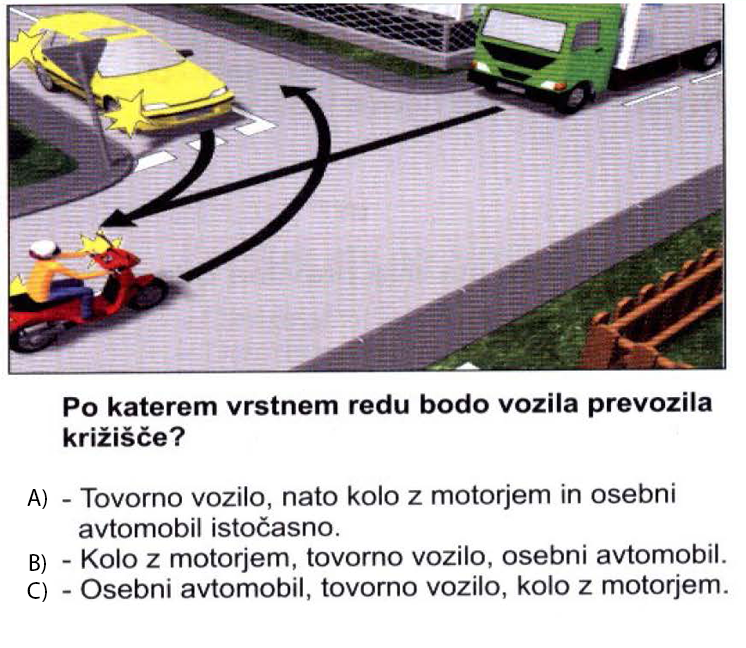 Po katerem vrstnem redu bodo vozila prevozila
križišče?
A) - Tovorno vozilo, nato kolo z motorjem in osebni
avtomobil istočasno.
B) - Kolo z motorjem, tovorno vozilo, osebni avtomobil.
C) - Osebni avtomobil, tovorno vozilo, kolo z motorjem.